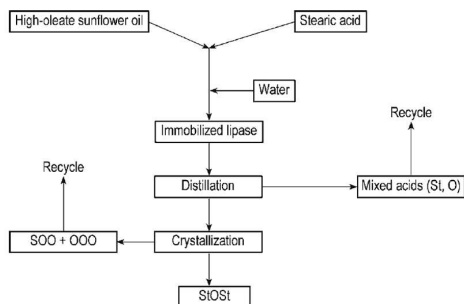 High-oleate sunflower oil
Stearic acid
Water
Immobilized lipase
Recycle
Recycle
Distillation
Mixed acids (St, O)
SOO + OOO
Crystallization
StOSt